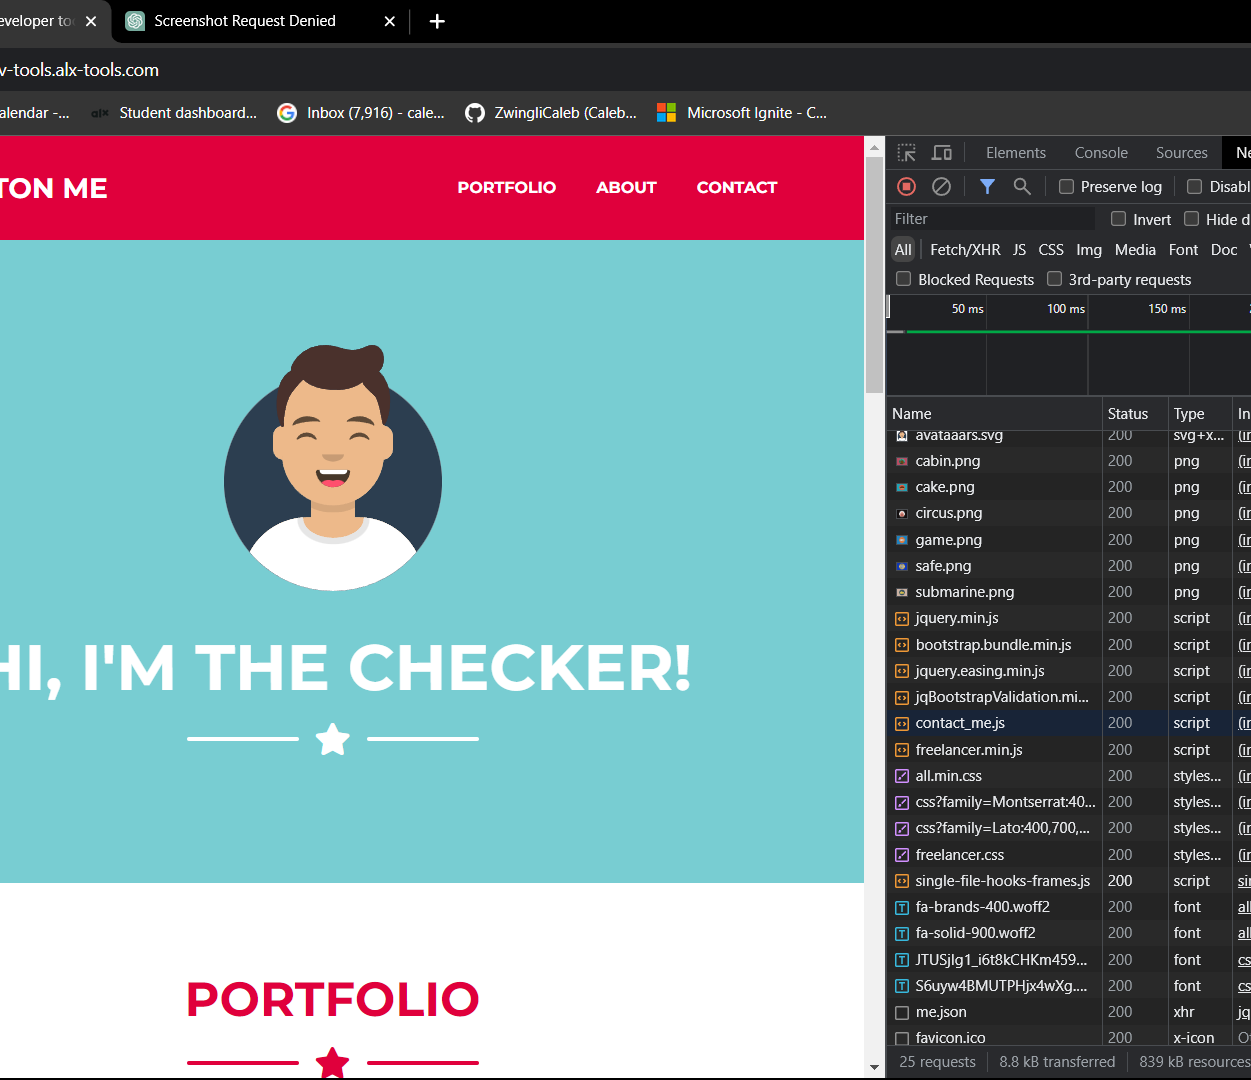 eveloper too
Screenshot Request Denied
v-tools.alx-tools.com
alendar -...
alx
Student dashboard...
Inbox (7,916) - cale...
ZwingliCaleb (Caleb...
Microsoft Ignite - C...
TON ME
PORTFOLIO
ABOUT
CONTACT
HI, I'M THE CHECKER!
PORTFOLIO
Elements
Console
Sources
Ne
Preserve log
Disabl
Filter
Invert
Hide d
All
Fetch/XHR
JS
CSS
Img
Media
Font
Doc
Blocked Requests
3rd-party requests
50 ms
100 ms
150 ms
Name Status Type In
avataaars.svg 200 svg+x... (in
cabin.png 200 png (in
cake.png 200 png (in
circus.png 200 png (in
game.png 200 png (in
safe.png 200 png (in
submarine.png 200 png (in
jquery.min.js 200 script (in
bootstrap.bundle.min.js 200 script (in
jquery.easing.min.js 200 script (in
jqBootstrapValidation.mi... 200 script (in
contact_me.js 200 script (in
freelancer.min.js 200 script (in
all.min.css 200 styles... (in
css?family=Montserrat:40... 200 styles... (in
css?family=Lato:400,700,... 200 styles... (in
freelancer.css 200 styles... (in
single-file-hooks-frames.js 200 script sin
fa-brands-400.woff2 200 font all
fa-solid-900.woff2 200 font all
JTUSjIg1_i6t8kCHKm459... 200 font cs
S6uyw4BMUTPHjx4wXg.... 200 font cs
me.json 200 xhr jq
favicon.ico 200 x-icon Ot
25 requests
8.8 kB transferred
839 kB resources